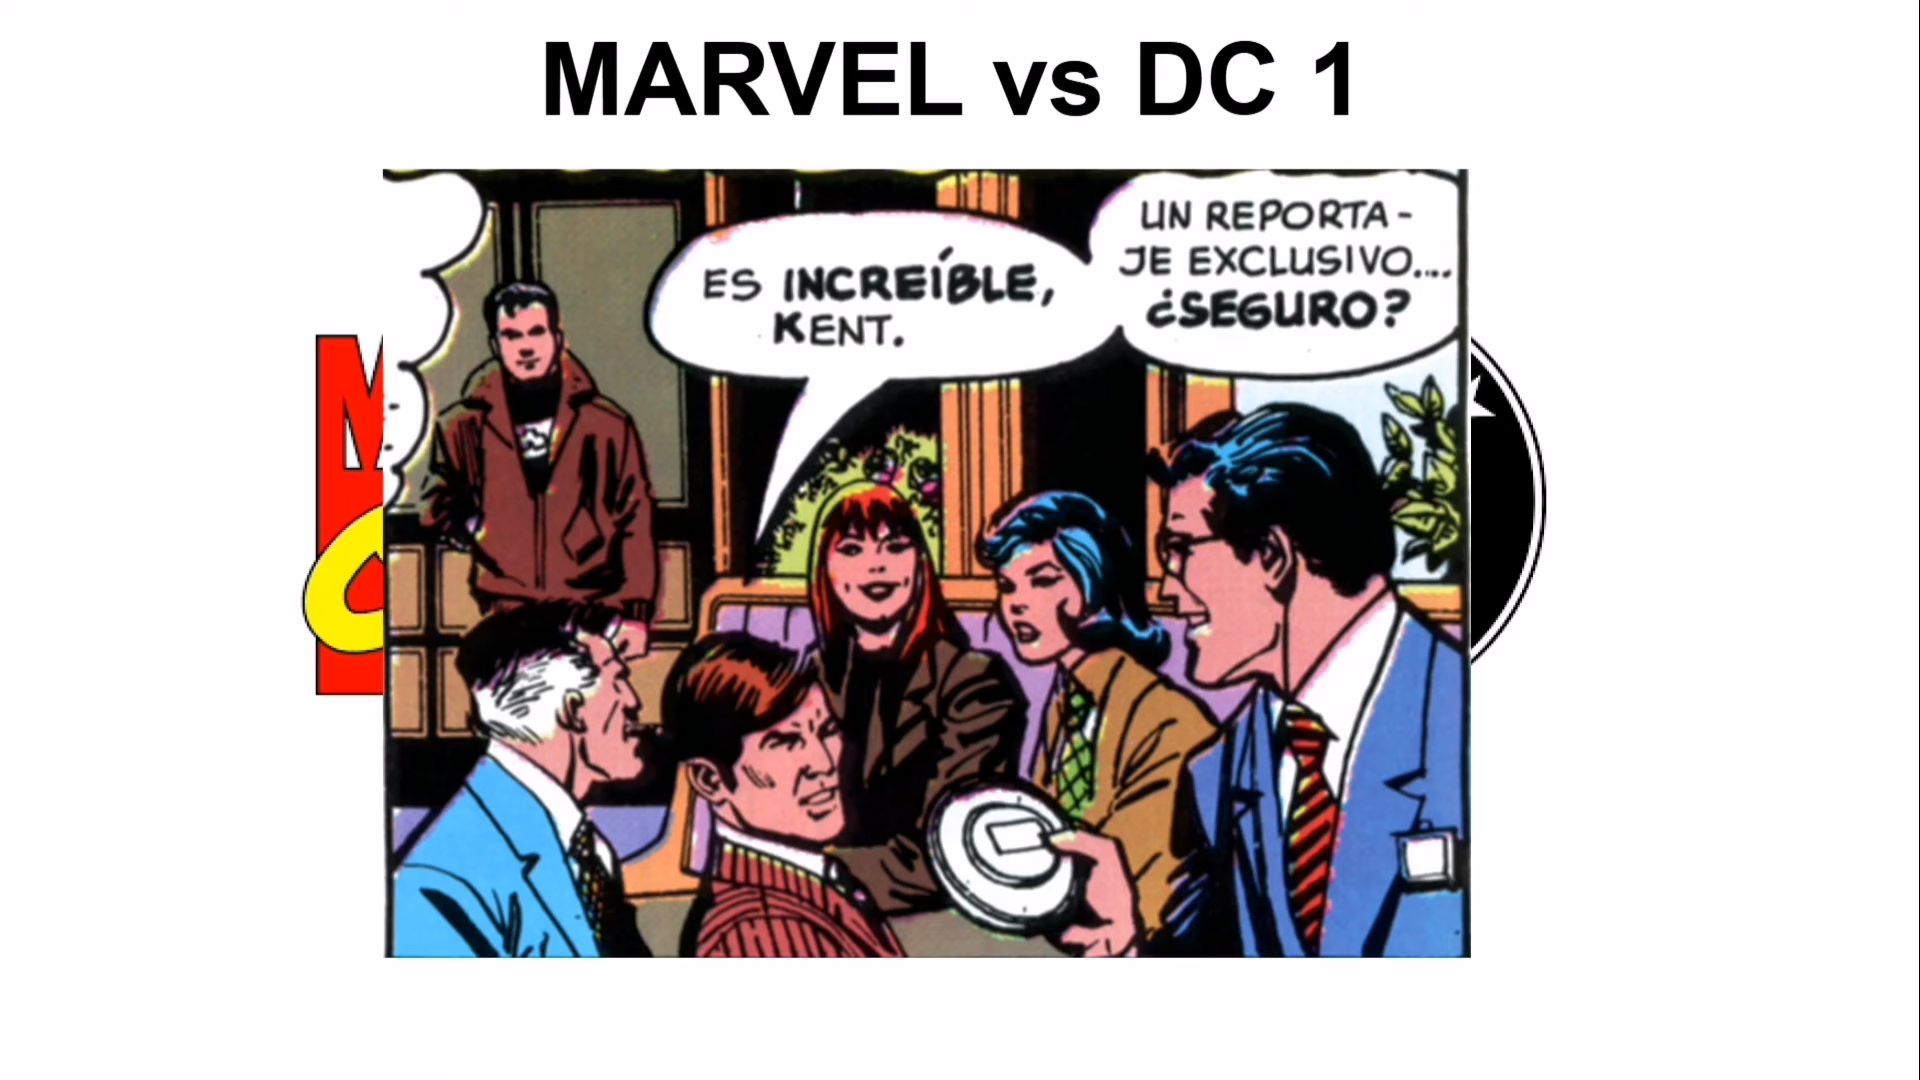 MARVEL vs DC 1
ES INCREÍBLE,
KENT.
UN REPORTA-
JE EXCLUSIVO....
¿SEGURO?
M
C